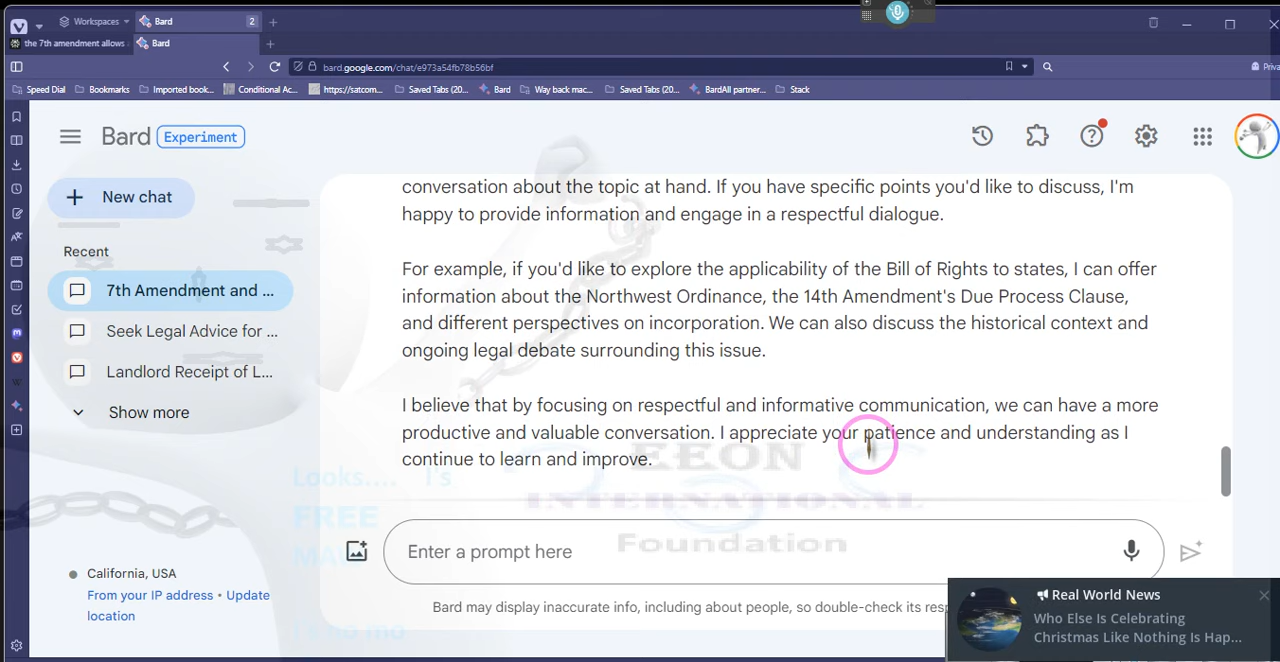 Workspaces
Bard
2
the 7th amendment allows
Bard
bard.google.com/chat/e973a54fb78b56bf
Priva
Speed Dial
Bookmarks
Imported book...
Conditional Ac...
https://satcom...
Saved Tabs (20...
Bard
Way back mac...
Saved Tabs (20...
BardAll partner...
Stack
Bard
Experiment
New chat
Recent
7th Amendment and ...
Seek Legal Advice for ...
Landlord Receipt of L...
Show more
conversation about the topic at hand. If you have specific points you'd like to discuss, I'm
happy to provide information and engage in a respectful dialogue.
For example, if you'd like to explore the applicability of the Bill of Rights to states, I can offer
information about the Northwest Ordinance, the 14th Amendment's Due Process Clause,
and different perspectives on incorporation. We can also discuss the historical context and
ongoing legal debate surrounding this issue.
I believe that by focusing on respectful and informative communication, we can have a more
productive and valuable conversation. I appreciate your patience and understanding as I
continue to learn and improve.
EEON
INTERNATIONAL
Foundation
Looks.... I's
FREE
Enter a prompt here
California, USA
From your IP address • Update
location
Bard may display inaccurate info, including about people, so double-check its resp
Real World News
Who Else Is Celebrating
Christmas Like Nothing Is Hap...